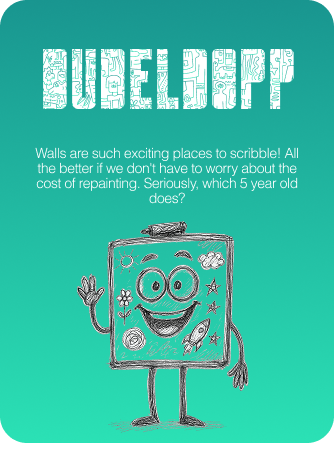 DUDELDOPP
Walls are such exciting places to scribble! All
the better if we don't have to worry about the
cost of repainting. Seriously, which 5 year old
does?